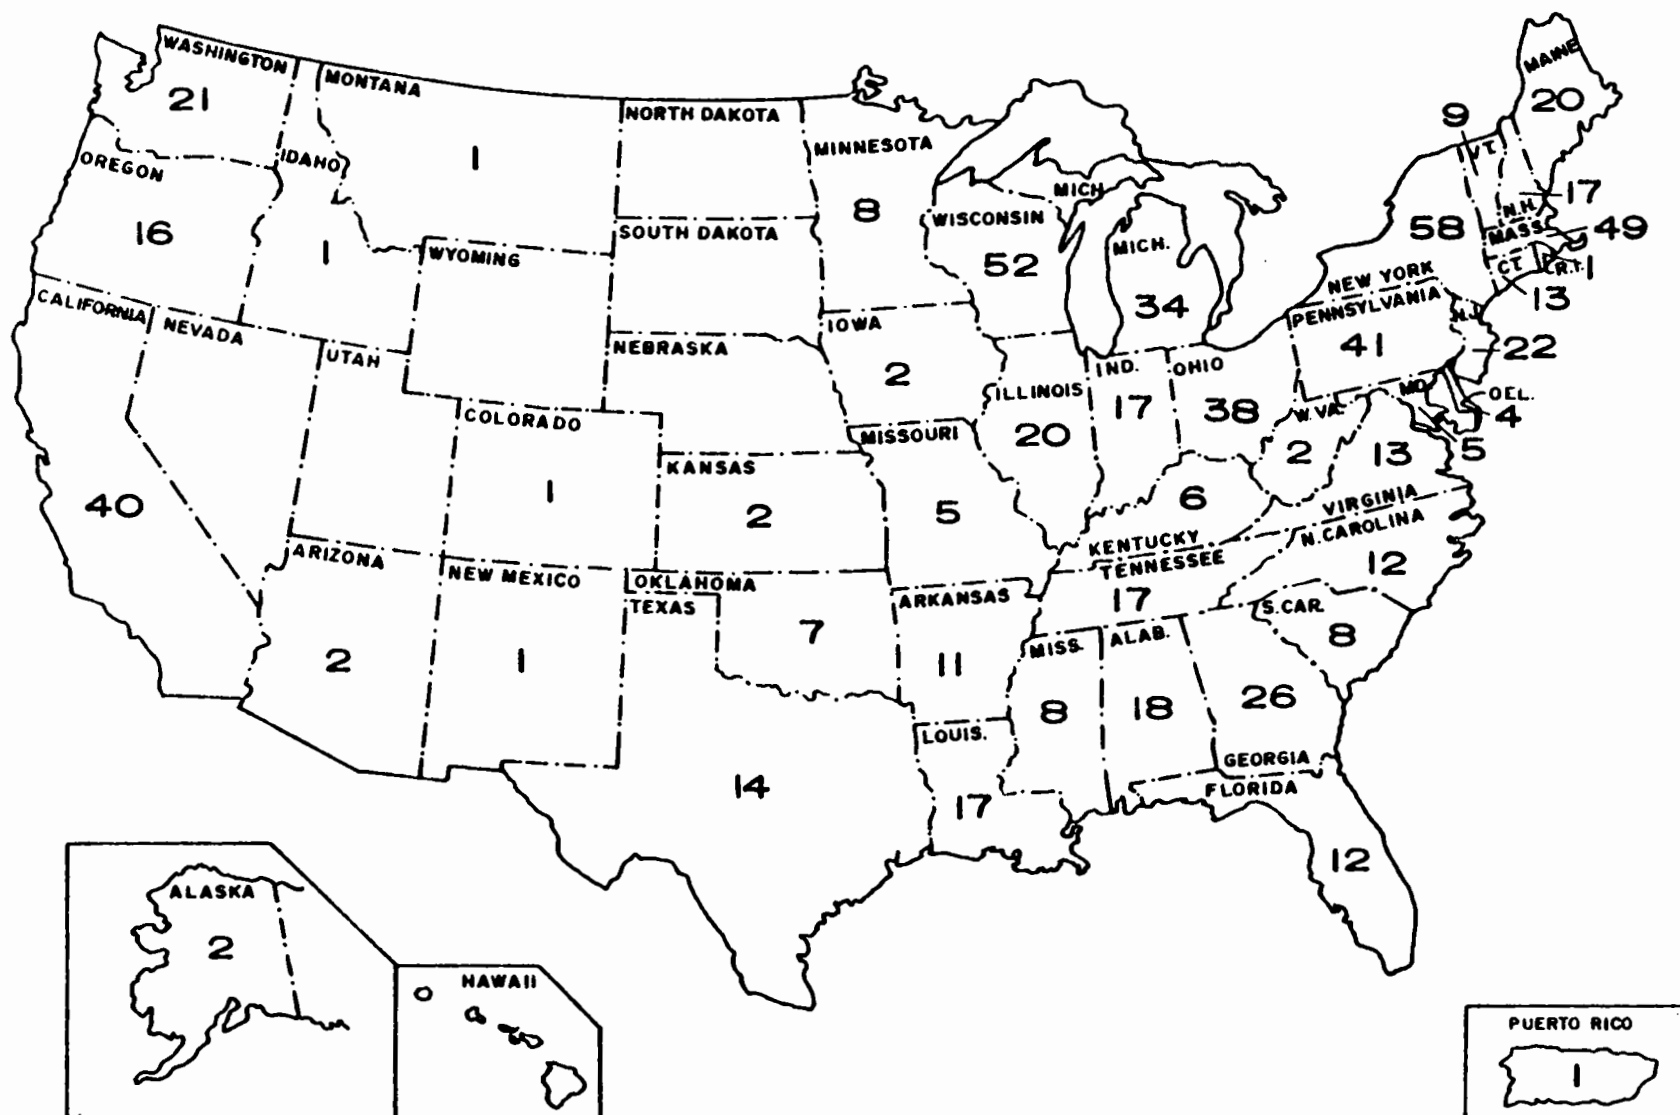 WASHINGTON
21
MONTANA
1
NORTH DAKOTA
MINNESOTA
8
MAINE
20
9
VT.
OREGON
16
IDAHO
1
MICH
WISCONSIN
52
MICH.
34
17
N.H.
58
MASS.
49
SOUTH DAKOTA
WYOMING
CT.
R.I.
1
13
NEW YORK
PENNSYLVANIA
41
N.J.
22
CALIFORNIA
40
NEVADA
UTAH
NEBRASKA
IOWA
2
ILLINOIS
20
IND.
17
OHIO
38
MD.
OEL.
4
5
W.VA.
2
13
VIRGINIA
COLORADO
1
KANSAS
2
MISSOURI
5
6
KENTUCKY
TENNESSEE
17
N.CAROLINA
12
ARIZONA
2
NEW MEXICO
1
OKLAHOMA
7
TEXAS
14
ARKANSAS
11
S.CAR.
8
MISS.
8
ALAB.
18
26
GEORGIA
LOUIS.
17
FLORIDA
12
ALASKA
2
HAWAII
PUERTO RICO
1